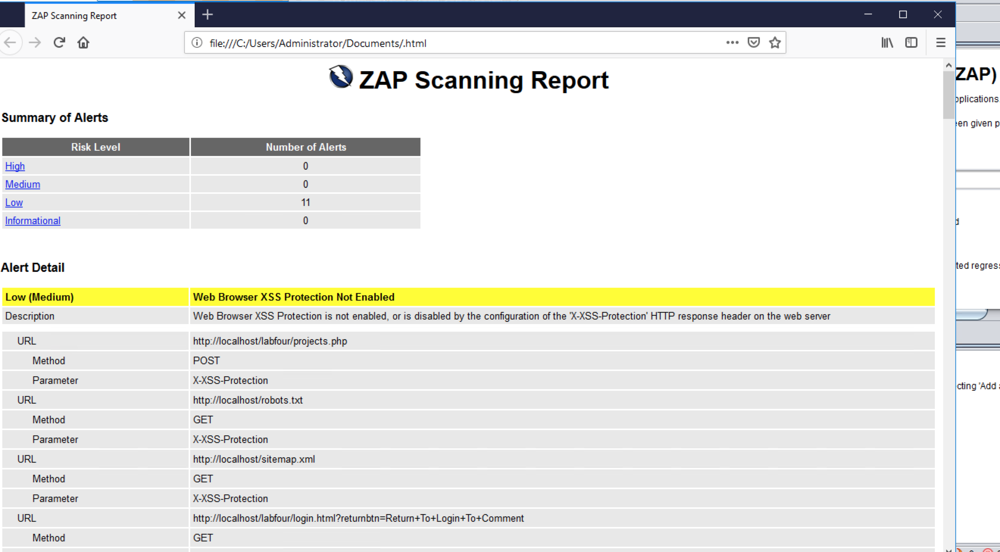 ZAP Scanning Report
file:///C:/Users/Administrator/Documents/.html
ZAP Scanning Report
Summary of Alerts
Risk Level Number of Alerts
High 0
Medium 0
Low 11
Informational 0
Alert Detail
Low (Medium) Web Browser XSS Protection Not Enabled
Description Web Browser XSS Protection is not enabled, or is disabled by the configuration of the 'X-XSS-Protection' HTTP response header on the web server
URL http://localhost/labfour/projects.php
Method POST
Parameter X-XSS-Protection
URL http://localhost/robots.txt
Method GET
Parameter X-XSS-Protection
URL http://localhost/sitemap.xml
Method GET
Parameter X-XSS-Protection
URL http://localhost/labfour/login.html?returnbtn=Return+To+Login+To+Comment
Method GET
ZAP)
pplications
en given p
d
ted regress
cting 'Add